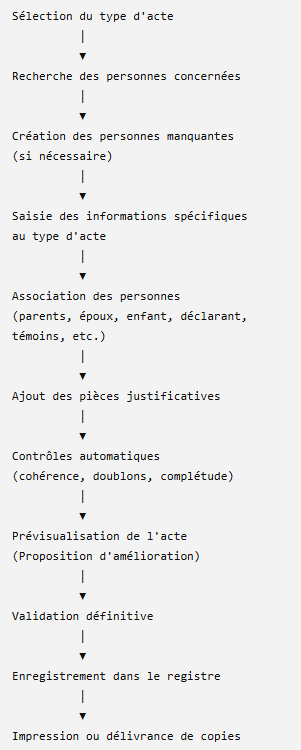 Sélection du type d'acte
│
▼
Recherche des personnes concernées
│
▼
Création des personnes manquantes
(si nécessaire)
│
▼
Saisie des informations spécifiques
au type d'acte
│
▼
Association des personnes
(parents, époux, enfant, déclarant,
témoins, etc.)
│
▼
Ajout des pièces justificatives
│
▼
Contrôles automatiques
(cohérence, doublons, complétude)
│
▼
Prévisualisation de l'acte
(Proposition d'amélioration)
│
▼
Validation définitive
│
▼
Enregistrement dans le registre
│
▼
Impression ou délivrance de copies